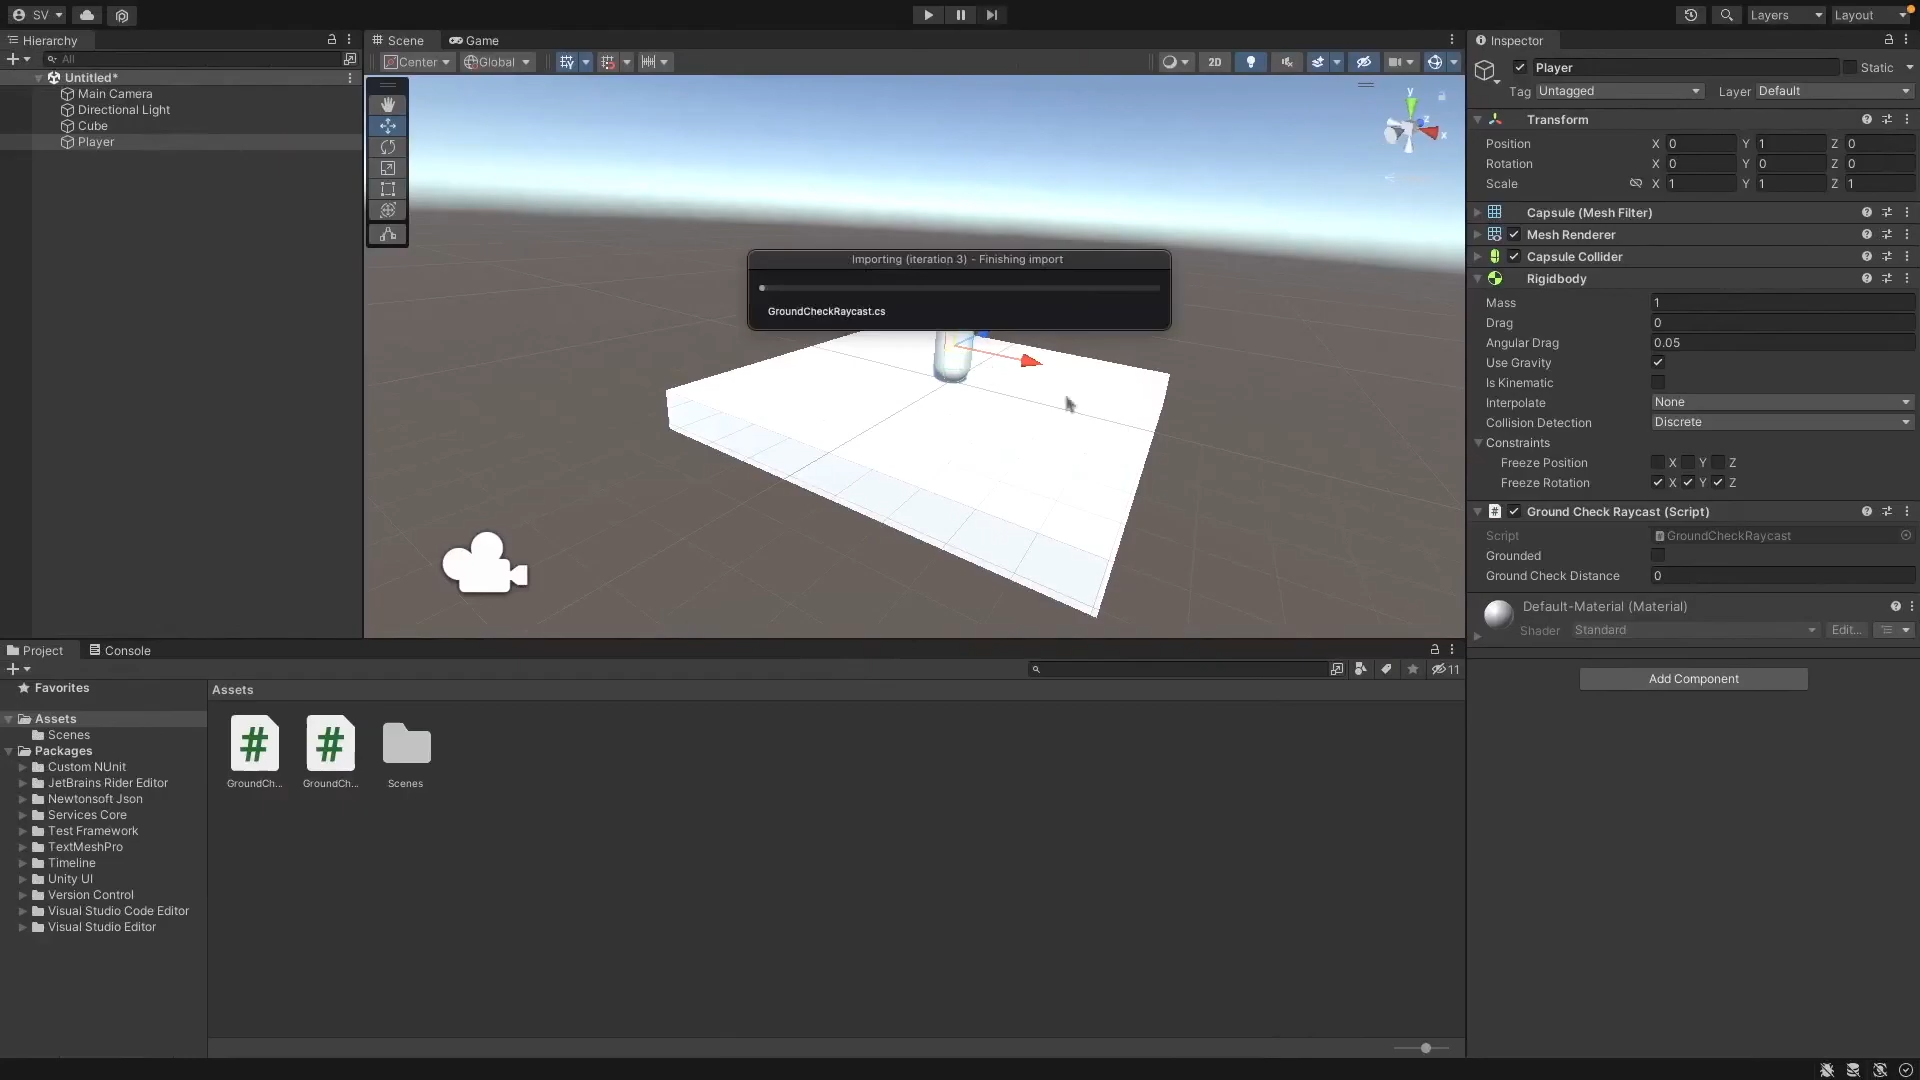 SV
Layers
Layout
Hierarchy
All
Untitled*
Main Camera
Directional Light
Cube
Player
Scene
Game
Center
Global
2D
y
x
z
Importing (iteration 3) - Finishing import
GroundCheckRaycast.cs
Inspector
Player
Static
Tag Untagged
Layer Default
Transform
Position X 0 Y 1 Z 0
Rotation X 0 Y 0 Z 0
Scale X 1 Y 1 Z 1
Capsule (Mesh Filter)
Mesh Renderer
Capsule Collider
Rigidbody
Mass 1
Drag 0
Angular Drag 0.05
Use Gravity
Is Kinematic
Interpolate None
Collision Detection Discrete
Constraints
Freeze Position X Y Z
Freeze Rotation X Y Z
# Ground Check Raycast (Script)
Script GroundCheckRaycast
Grounded
Ground Check Distance 0
Default-Material (Material)
Shader Standard Edit...
Add Component
Project
Console
11
Favorites
Assets
Scenes
Packages
Custom NUnit
JetBrains Rider Editor
Newtonsoft Json
Services Core
Test Framework
TextMeshPro
Timeline
Unity UI
Version Control
Visual Studio Code Editor
Visual Studio Editor
Assets
# #
GroundCh... GroundCh... Scenes